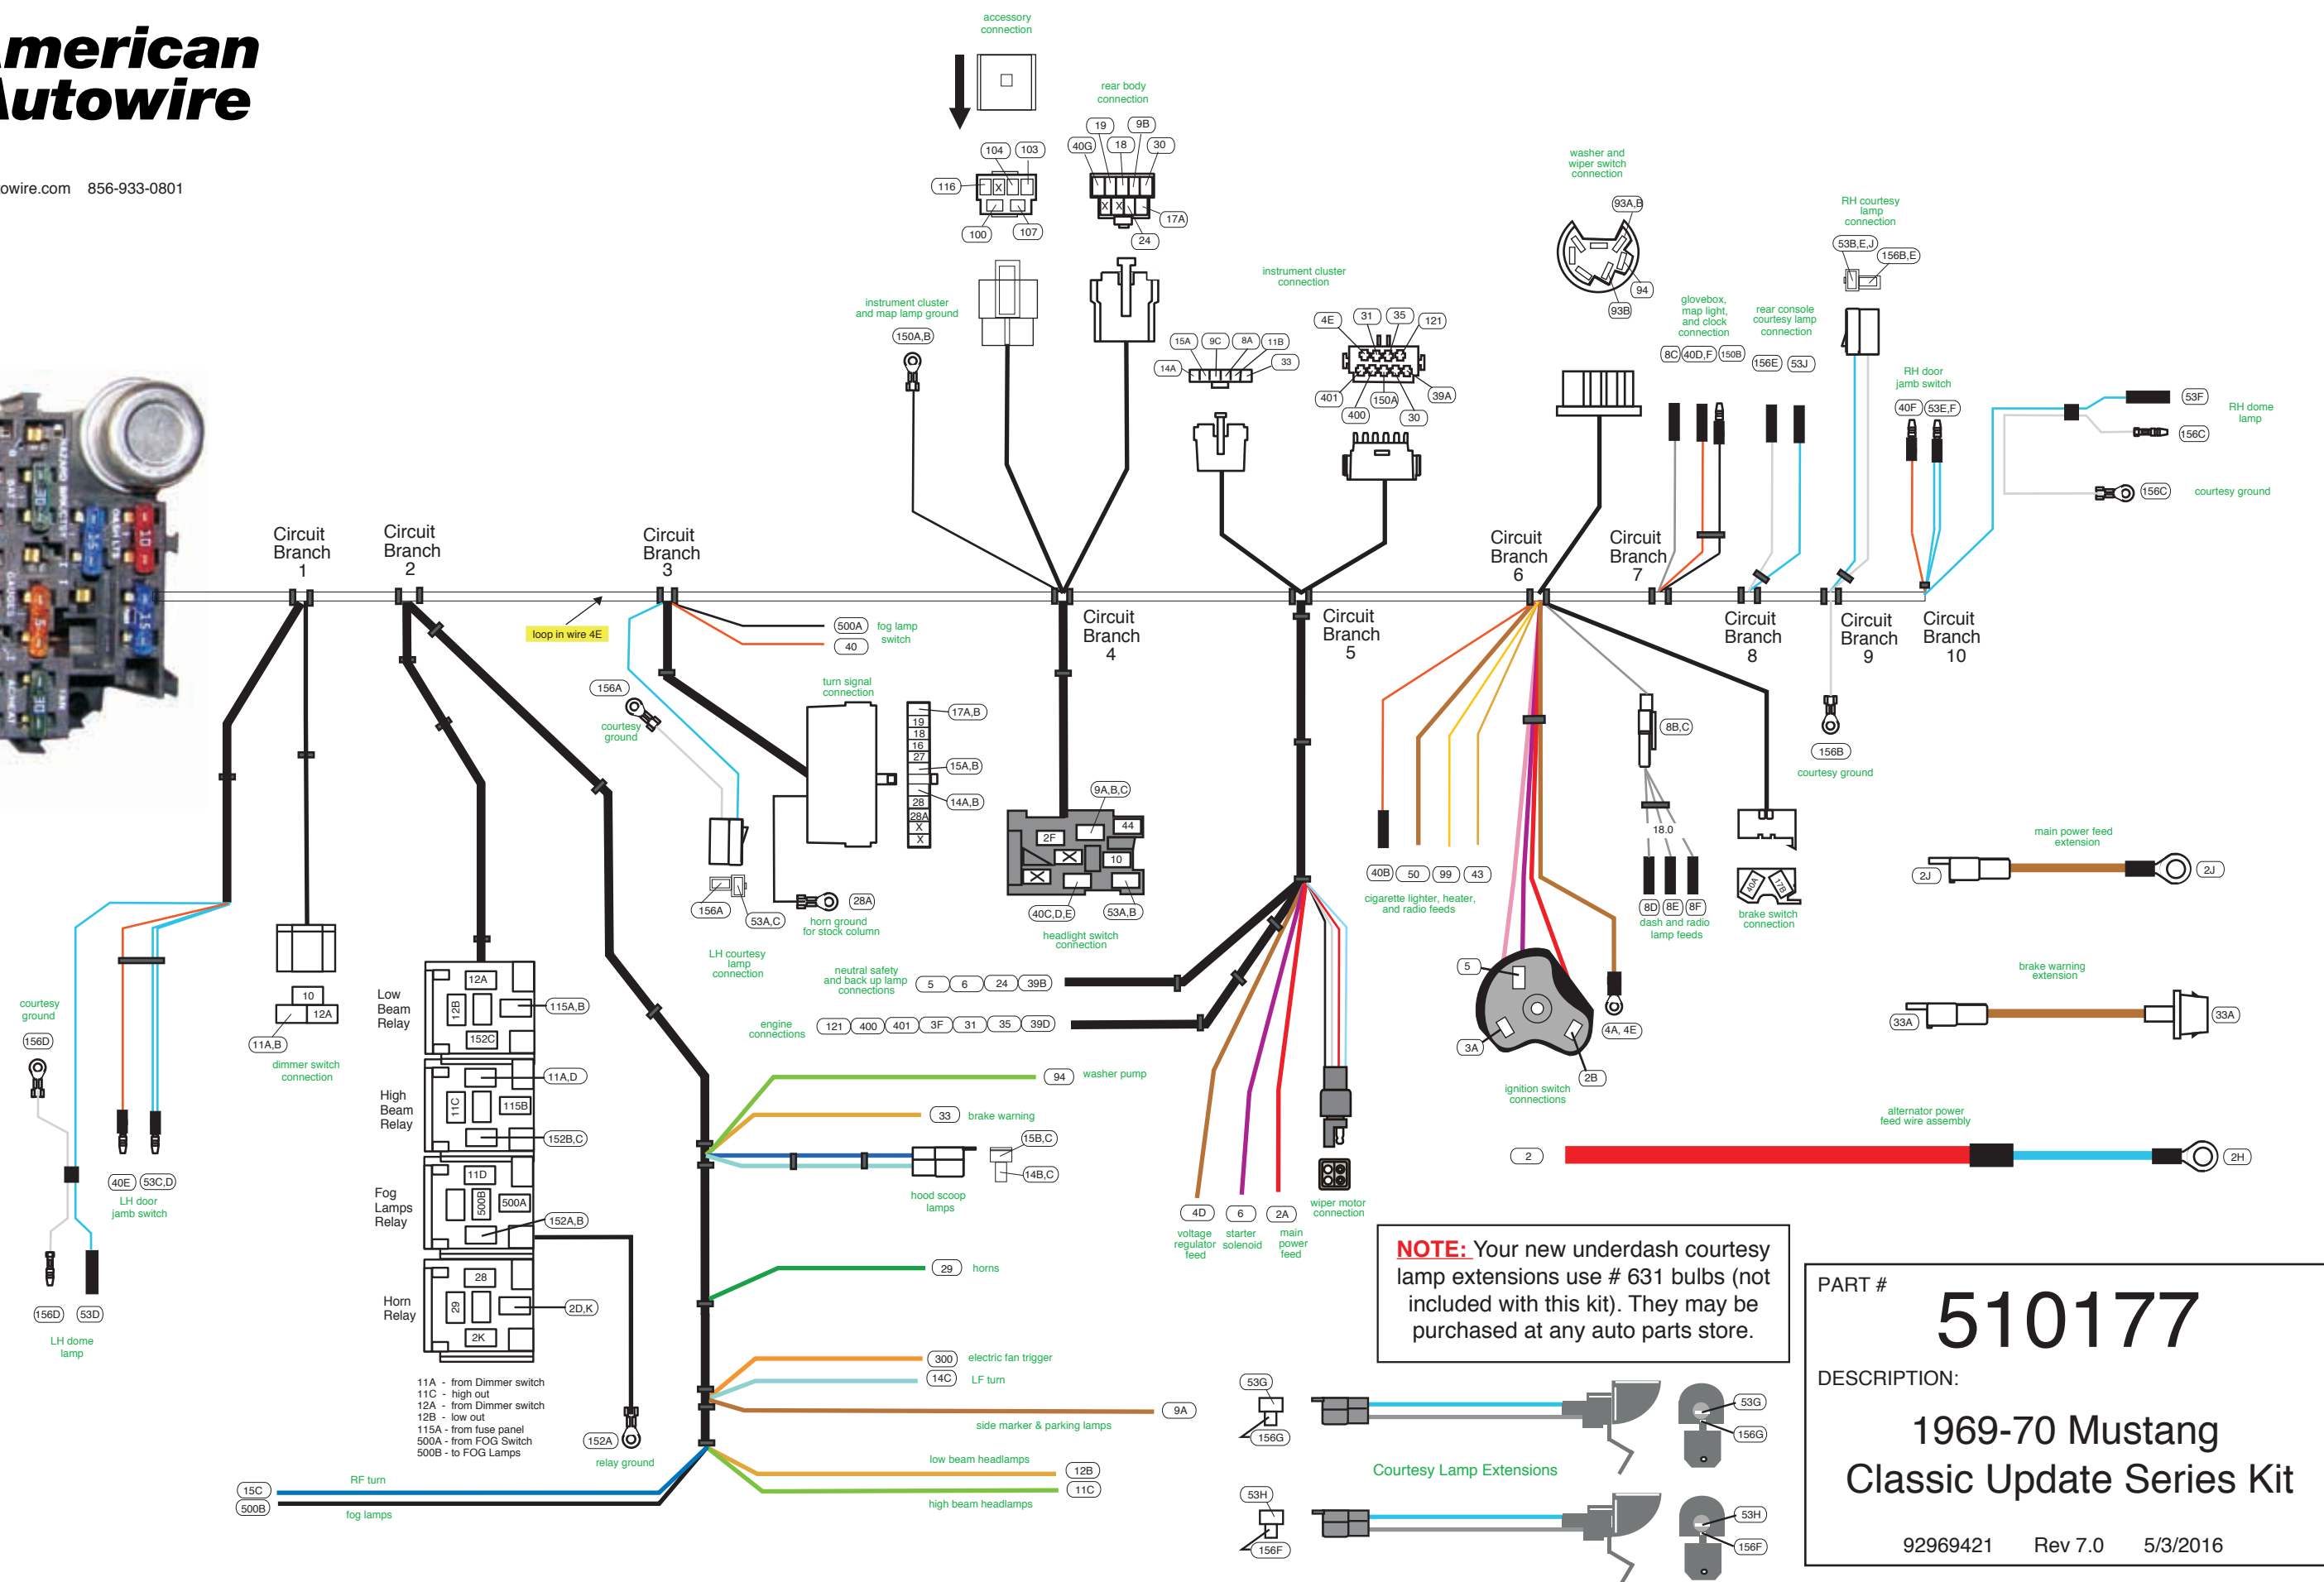 American
Autowire
owire.com 856-933-0801
accessory
connection
104
103
116
X
100
107
rear body
connection
19
9B
40G
18
30
X
X
17A
24
instrument cluster
and map lamp ground
150A,B
instrument cluster
connection
15A
9C
8A
11B
14A
33
4E
31
35
121
401
400
150A
30
39A
washer and
wiper switch
connection
93A,B
94
93B
glovebox,
map light,
and clock
connection
8C
40D,F
150B
rear console
courtesy lamp
connection
156E
53J
RH courtesy
lamp
connection
53B,E,J
156B,E
RH door
jamb switch
40F
53E,F
53F
RH dome
lamp
156C
156C
courtesy ground
Circuit
Branch
1
Circuit
Branch
2
Circuit
Branch
3
Circuit
Branch
4
Circuit
Branch
5
Circuit
Branch
6
Circuit
Branch
7
Circuit
Branch
8
Circuit
Branch
9
Circuit
Branch
10
loop in wire 4E
500A
fog lamp
switch
40
156A
courtesy
ground
turn signal
connection
17A,B
19
18
16
27
15A,B
14A,B
28
28A
X
X
156A
53A,C
LH courtesy
lamp
connection
28A
horn ground
for stock column
9A,B,C
44
2F
X
10
X
40C,D,E
53A,B
headlight switch
connection
neutral safety
and back up lamp
connections
5
6
24
39B
engine
connections
121
400
401
3F
31
35
39D
40B
50
99
43
cigarette lighter, heater,
and radio feeds
8B,C
18.0
8D
8E
8F
dash and radio
lamp feeds
40A
17B
brake switch
connection
156B
courtesy ground
5
3A
2B
4A, 4E
ignition switch
connections
main power feed
extension
2J
2J
brake warning
extension
33A
33A
alternator power
feed wire assembly
2
2H
courtesy
ground
156D
40E
53C,D
LH door
jamb switch
156D
53D
LH dome
lamp
10
12A
11A,B
dimmer switch
connection
Low
Beam
Relay
12A
12B
115A,B
152C
High
Beam
Relay
11A,D
11C
115B
152B,C
Fog
Lamps
Relay
11D
500B
500A
152A,B
Horn
Relay
28
29
2D,K
2K
11A - from Dimmer switch
11C - high out
12A - from Dimmer switch
12B - low out
115A - from fuse panel
500A - from FOG Switch
500B - to FOG Lamps
152A
relay ground
94
washer pump
33
brake warning
15B,C
14B,C
hood scoop
lamps
29
horns
300
electric fan trigger
14C
LF turn
9A
side marker & parking lamps
low beam headlamps
12B
11C
high beam headlamps
15C
RF turn
500B
fog lamps
4D
voltage
regulator
feed
6
starter
solenoid
2A
main
power
feed
wiper motor
connection
NOTE: Your new underdash courtesy
lamp extensions use # 631 bulbs (not
included with this kit). They may be
purchased at any auto parts store.
53G
156G
53G
156G
Courtesy Lamp Extensions
53H
156F
53H
156F
PART #
510177
DESCRIPTION:
1969-70 Mustang
Classic Update Series Kit
92969421 Rev 7.0 5/3/2016